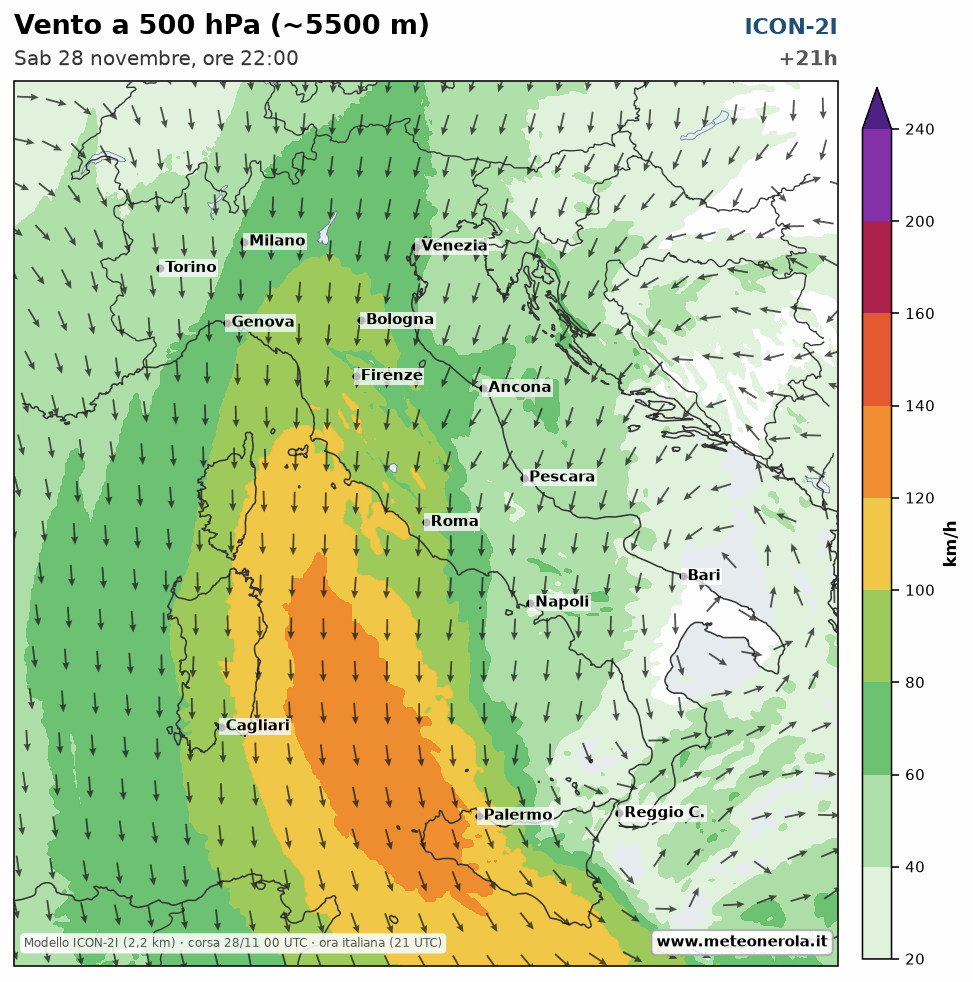 Vento a 500 hPa (~5500 m)
ICON-2I
Sab 28 novembre, ore 22:00
+21h
240
200
160
140
120
100
80
60
40
20
km/h
Milano
Venezia
Torino
Genova
Bologna
Firenze
Ancona
Pescara
Roma
Bari
Napoli
Cagliari
Palermo
Reggio C.
Modello ICON-2I (2,2 km) · corsa 28/11 00 UTC · ora italiana (21 UTC)
www.meteonerola.it